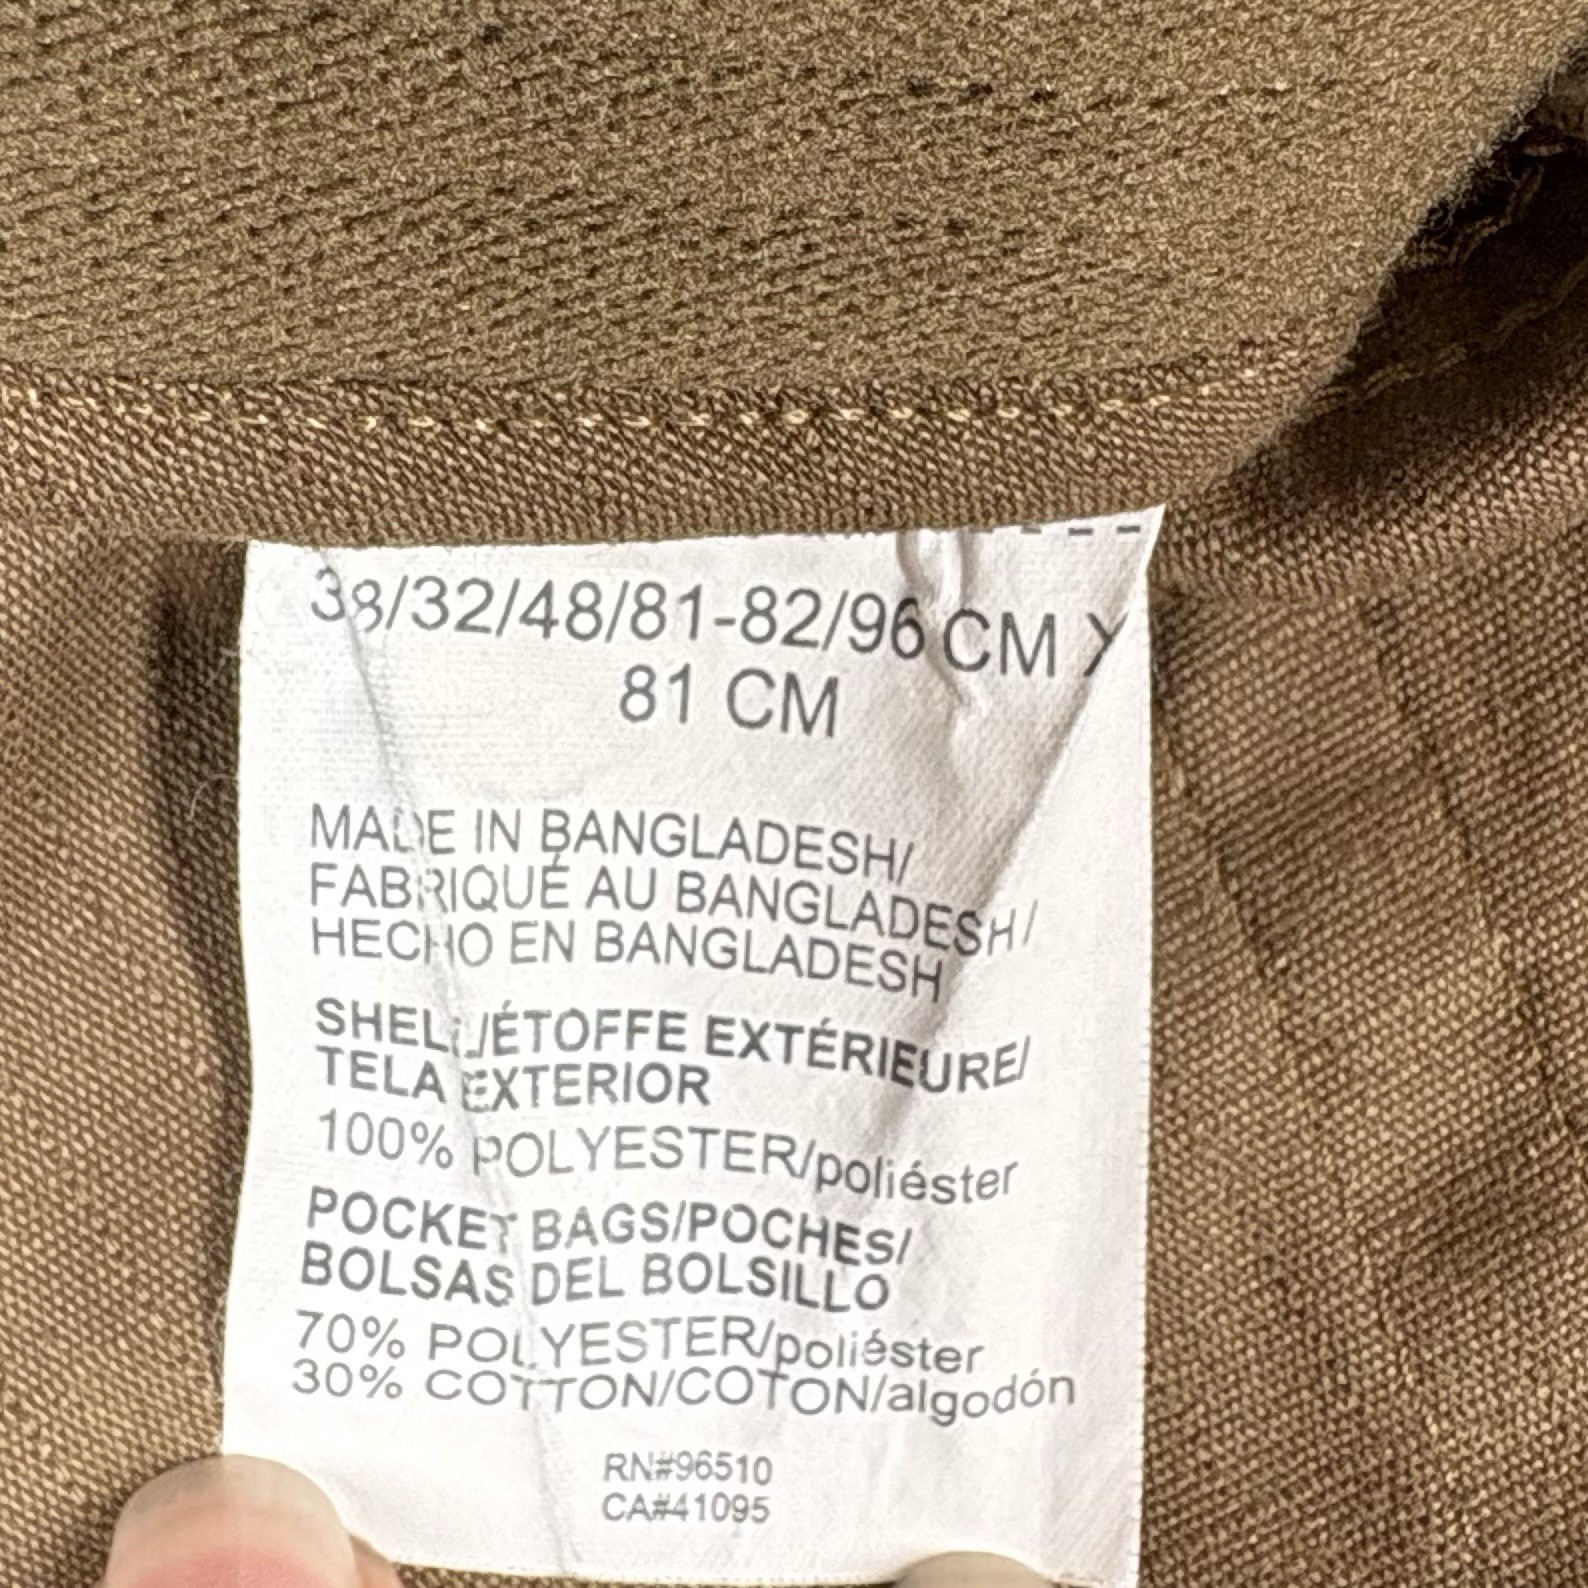 38/32/48/81-82/96 CM X
81 CM
MADE IN BANGLADESH/
FABRIQUÉ AU BANGLADESH/
HECHO EN BANGLADESH
SHELL/ÉTOFFE EXTÉRIEURE/
TELA EXTERIOR
100% POLYESTER/poliéster
POCKET BAGS/POCHES/
BOLSAS DEL BOLSILLO
70% POLYESTER/poliéster
30% COTTON/COTON/algodón
RN#96510
CA#41095